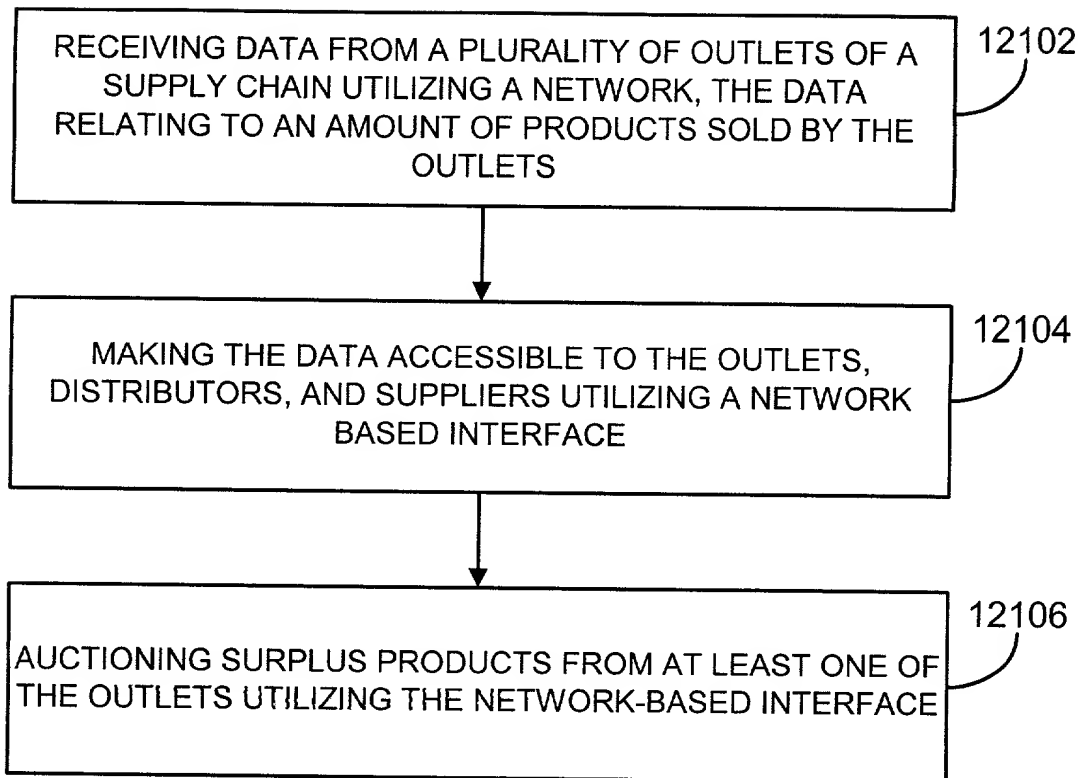 RECEIVING DATA FROM A PLURALITY OF OUTLETS OF A
SUPPLY CHAIN UTILIZING A NETWORK, THE DATA
RELATING TO AN AMOUNT OF PRODUCTS SOLD BY THE
OUTLETS
12102
MAKING THE DATA ACCESSIBLE TO THE OUTLETS,
DISTRIBUTORS, AND SUPPLIERS UTILIZING A NETWORK
BASED INTERFACE
12104
AUCTIONING SURPLUS PRODUCTS FROM AT LEAST ONE OF
THE OUTLETS UTILIZING THE NETWORK-BASED INTERFACE
12106